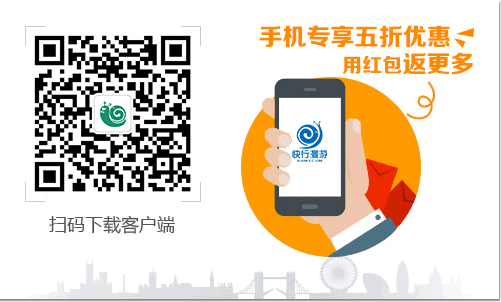 手机专享五折优惠
用红包返更多
快行漫游
扫码下载客户端